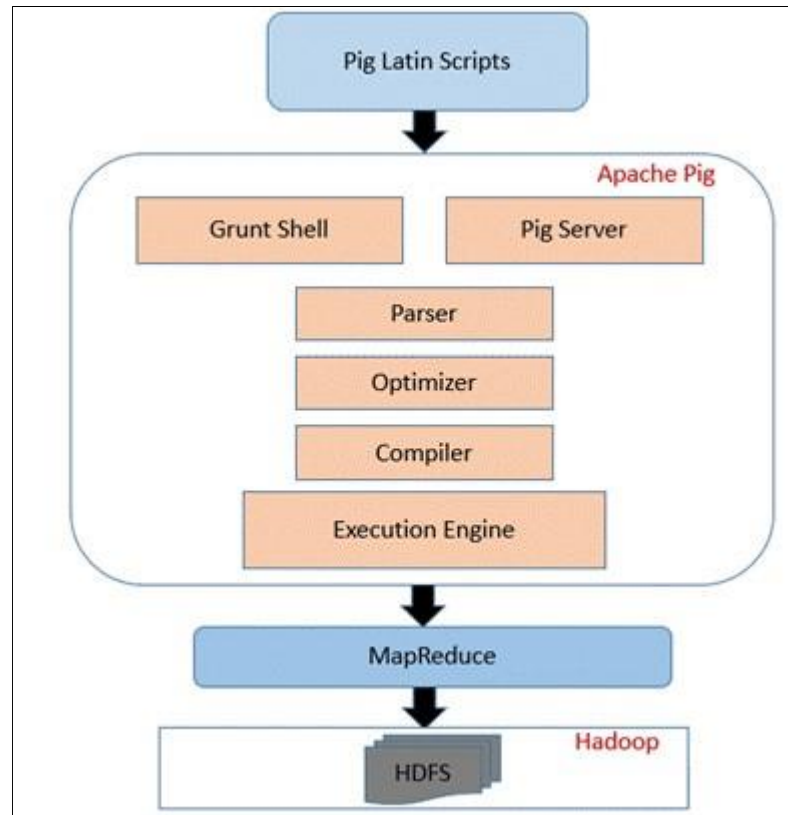 Pig Latin Scripts
Apache Pig
Grunt Shell
Pig Server
Parser
Optimizer
Compiler
Execution Engine
MapReduce
Hadoop
HDFS